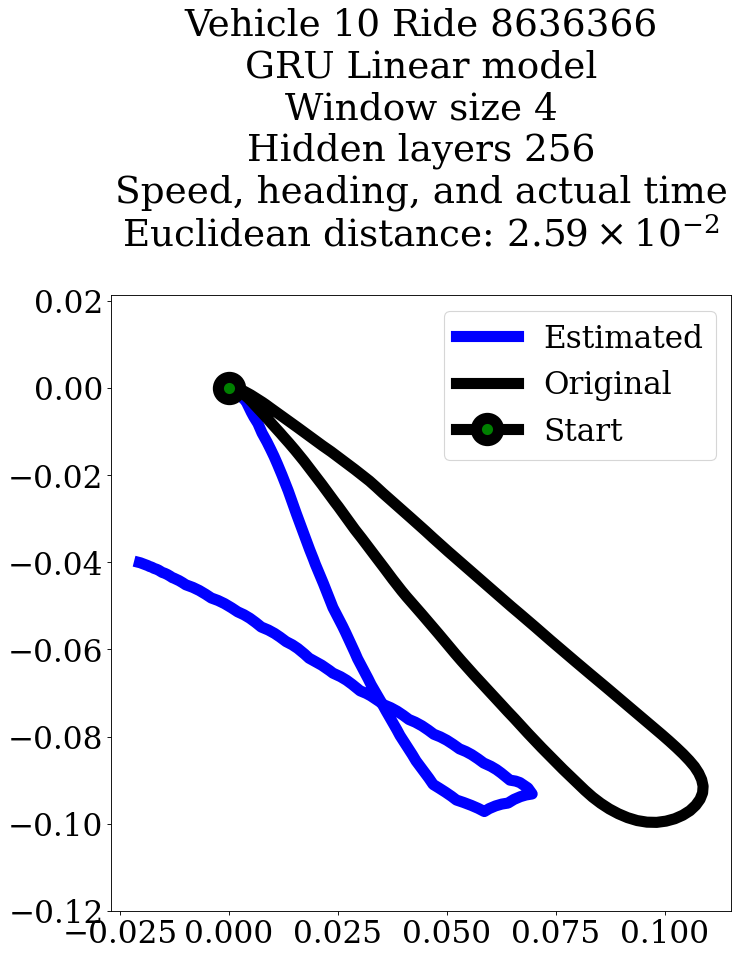 Vehicle 10 Ride 8636366
GRU Linear model
Window size 4
Hidden layers 256
Speed, heading, and actual time
Euclidean distance: 2.59 × 10⁻²
Estimated
Original
Start
0.02
0.00
−0.02
−0.04
−0.06
−0.08
−0.10
−0.12
−0.025 0.000 0.025 0.050 0.075 0.100